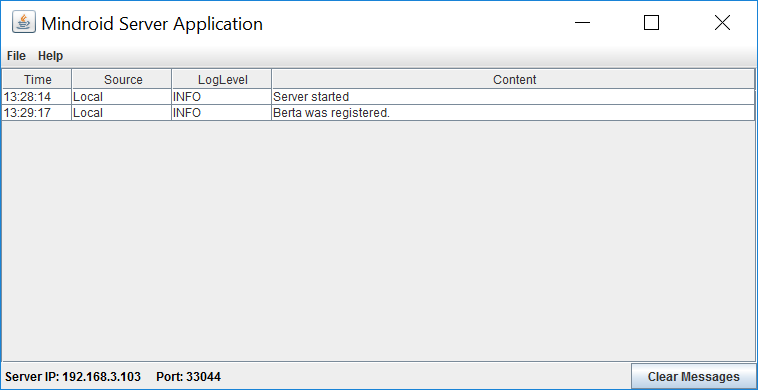 Mindroid Server Application
File Help
Time Source LogLevel Content
13:28:14 Local INFO Server started
13:29:17 Local INFO Berta was registered.
Server IP: 192.168.3.103 Port: 33044 Clear Messages